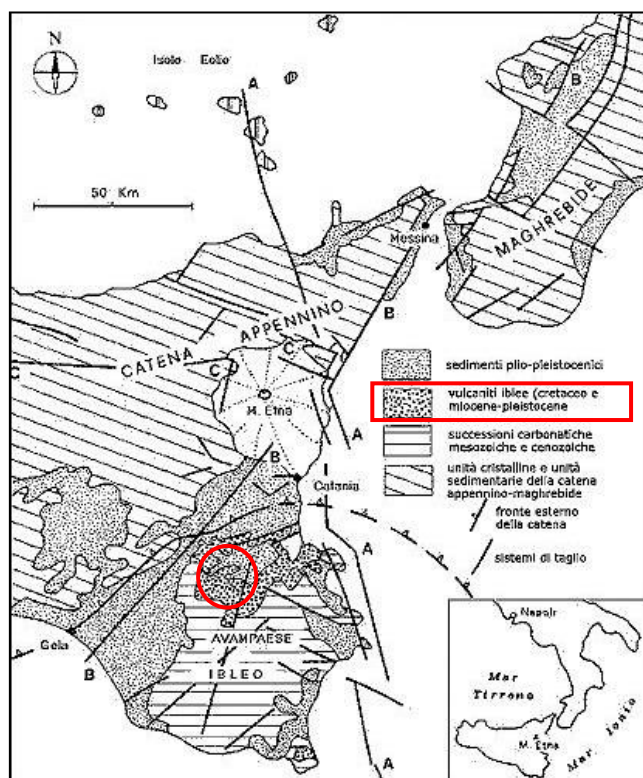 N
Isole Eolie
A
B
50 Km
Messina
MAGHREBIDE
B
CATENA APPENNINO
C
C
C
M. Etna
A
B
Catania
A
Gela
B
AVAMPAESE
IBLEO
A
sedimenti plio-pleistocenici
vulcaniti iblee (cretaceo e
miocene-pleistocene
successioni carbonatiche
mesozoiche e cenozoiche
unità cristalline e unità
sedimentarie della catena
appenno-maghrebide
fronte esterno
della catena
sistemi di taglio
Napoli
Mar
Tirreno
M. Etna
Mar Ionio